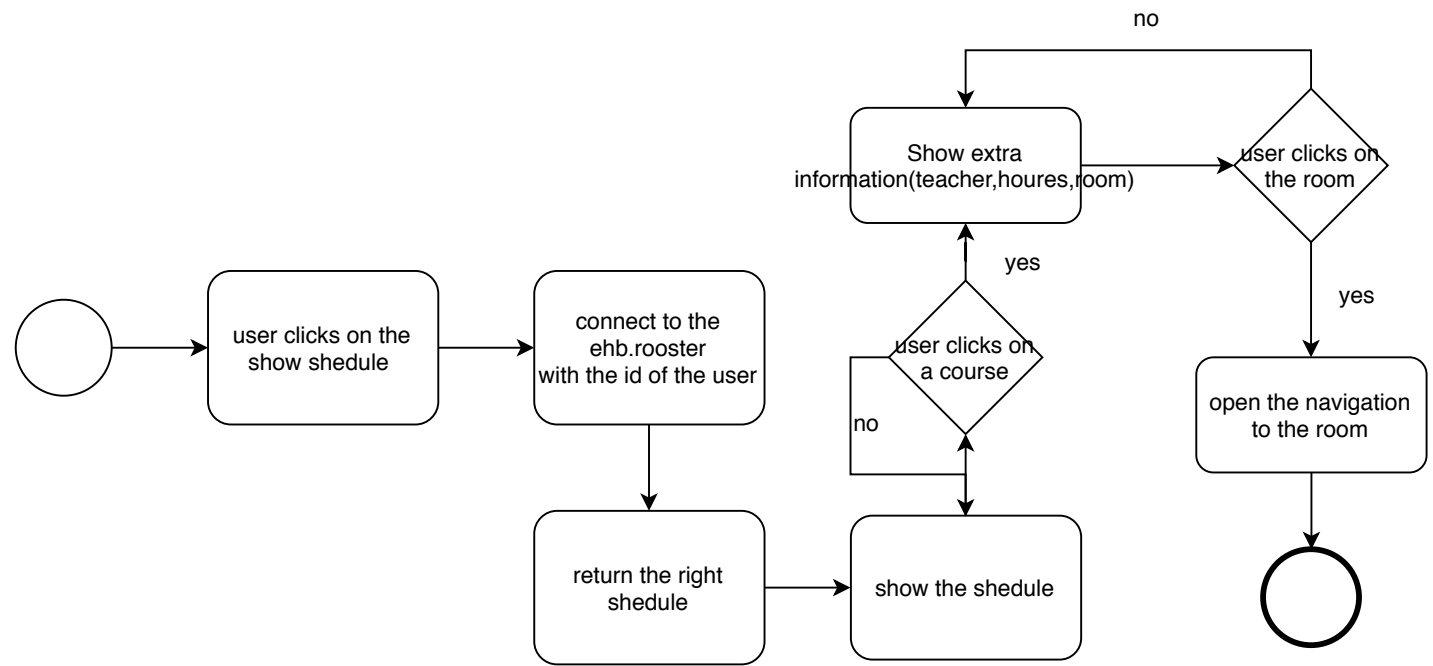 no
Show extra
information(teacher,houres,room)
user clicks on
the room
yes
yes
user clicks on the
show shedule
connect to the
ehb.rooster
with the id of the user
user clicks on
a course
no
open the navigation
to the room
return the right
shedule
show the shedule